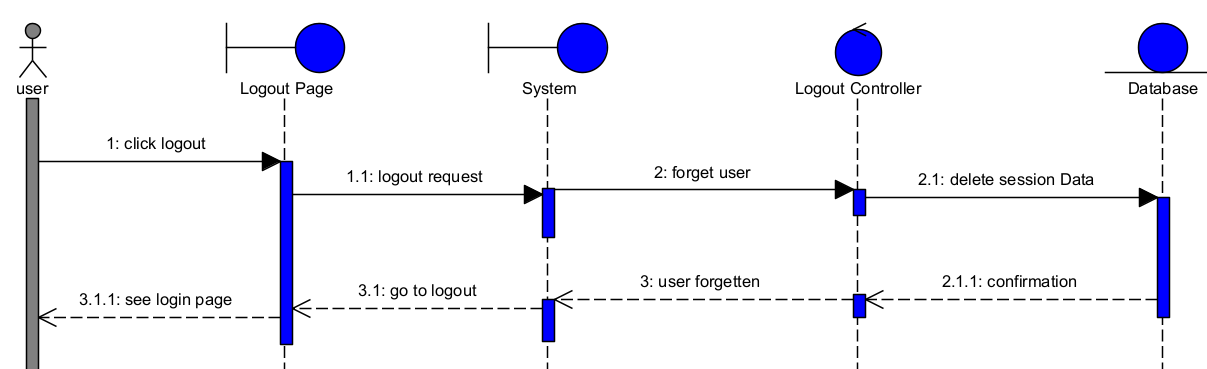 user
Logout Page
System
Logout Controller
Database
1: click logout
1.1: logout request
2: forget user
2.1: delete session Data
3.1.1: see login page
3.1: go to logout
3: user forgetten
2.1.1: confirmation